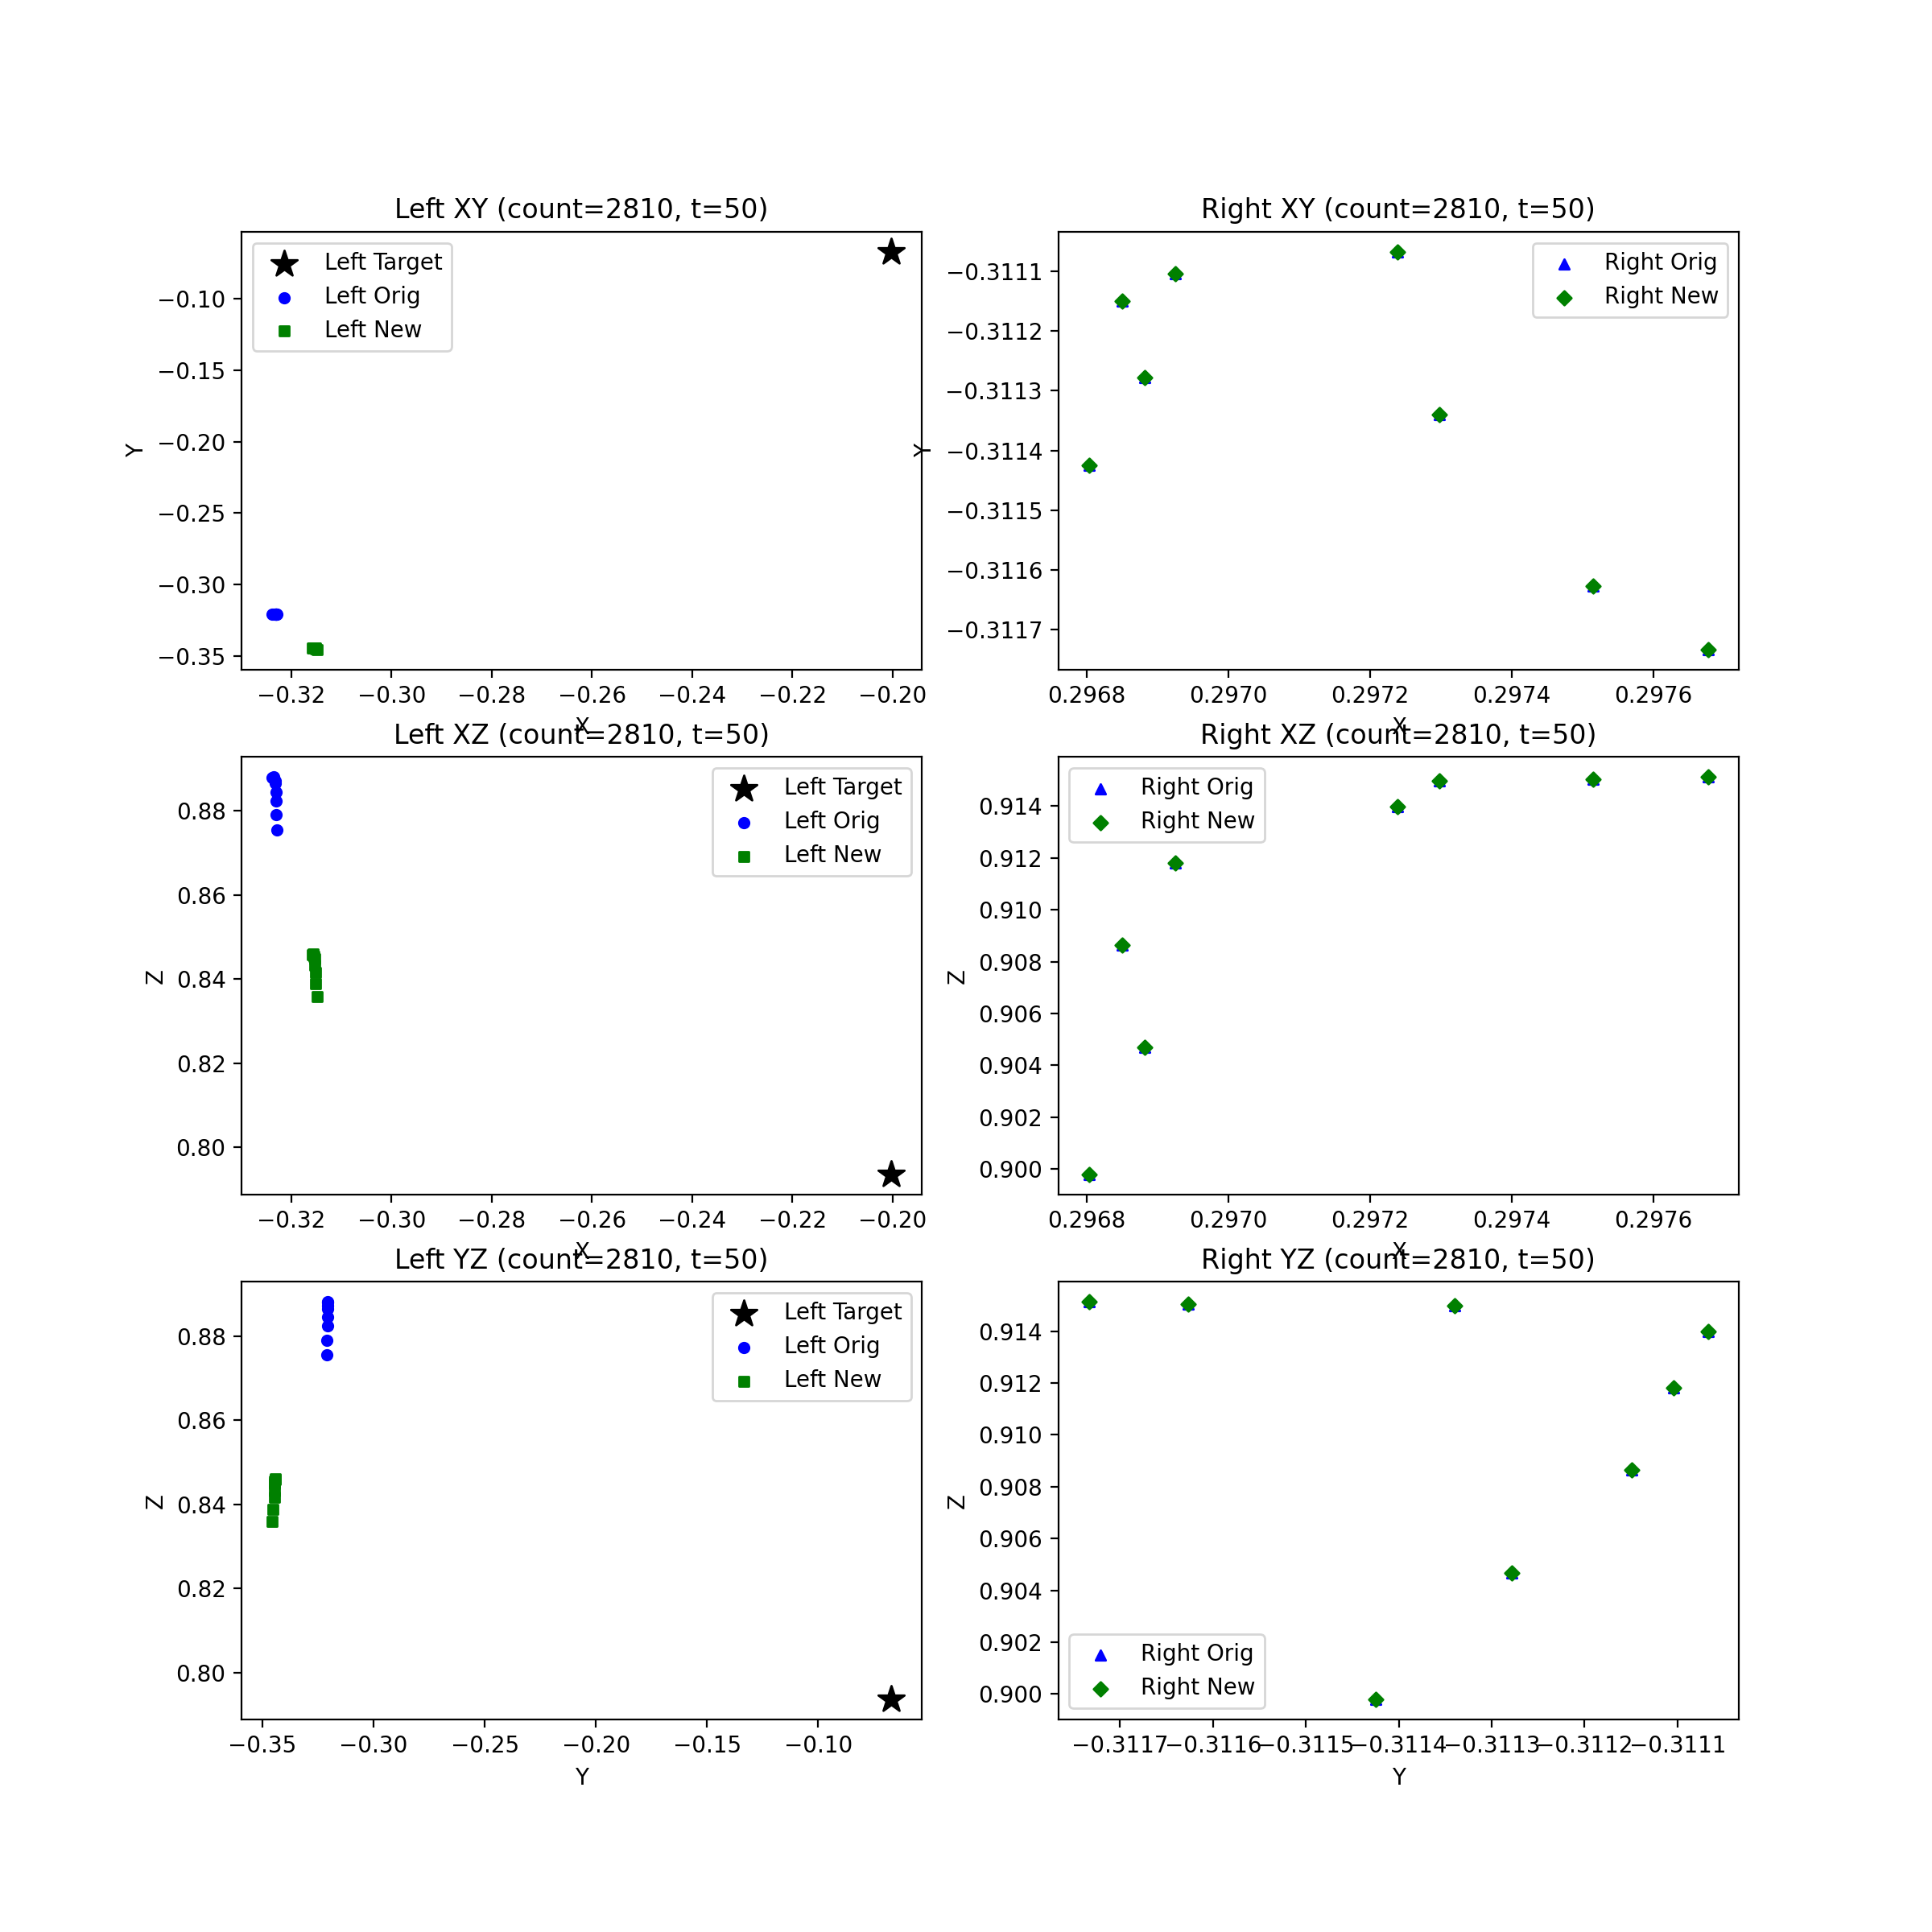 Left XY (count=2810, t=50)
Left Target
Left Orig
Left New
Y
−0.10
−0.15
−0.20
−0.25
−0.30
−0.35
−0.32
−0.30
−0.28
−0.26
−0.24
−0.22
−0.20
X
Right XY (count=2810, t=50)
Right Orig
Right New
Y
−0.3111
−0.3112
−0.3113
−0.3114
−0.3115
−0.3116
−0.3117
0.2968
0.2970
0.2972
0.2974
0.2976
X
Left XZ (count=2810, t=50)
Left Target
Left Orig
Left New
Z
0.88
0.86
0.84
0.82
0.80
−0.32
−0.30
−0.28
−0.26
−0.24
−0.22
−0.20
X
Right XZ (count=2810, t=50)
Right Orig
Right New
Z
0.914
0.912
0.910
0.908
0.906
0.904
0.902
0.900
0.2968
0.2970
0.2972
0.2974
0.2976
X
Left YZ (count=2810, t=50)
Left Target
Left Orig
Left New
Z
0.88
0.86
0.84
0.82
0.80
−0.35
−0.30
−0.25
−0.20
−0.15
−0.10
Y
Right YZ (count=2810, t=50)
Right Orig
Right New
Z
0.914
0.912
0.910
0.908
0.906
0.904
0.902
0.900
−0.3117
−0.3116
−0.3115
−0.3114
−0.3113
−0.3112
−0.3111
Y